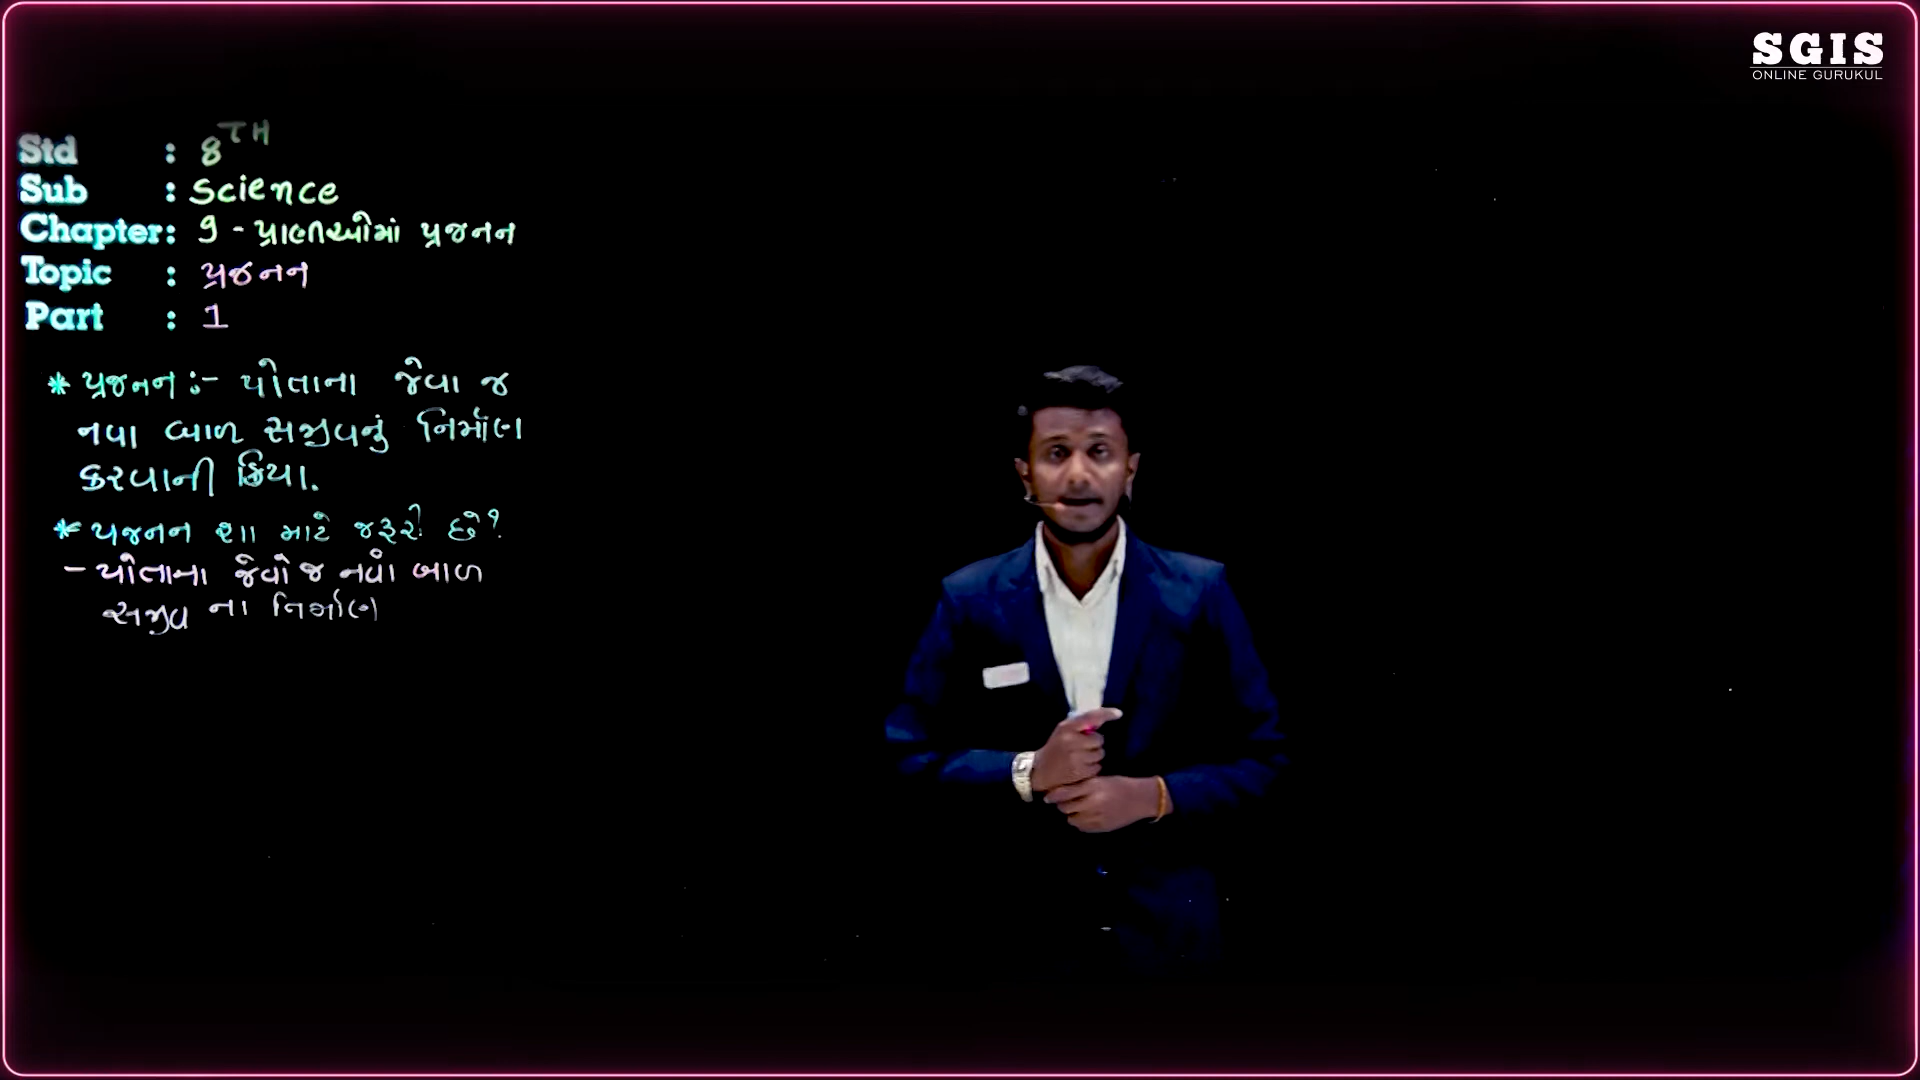 SGIS
ONLINE GURUKUL
Std : 8TH
Sub : Science
Chapter: 9 - પ્રાણીઓમાં પ્રજનન
Topic : પ્રજનન
Part : 1
* પ્રજનન :- પોતાના જેવા જ
નવા બાળ સજીવનું નિર્માણ
કરવાની ક્રિયા.
* પ્રજનન શા માટે જરૂરી છે?
- પોતાના જેવાં જ નવાં બાળ
સજીવ ના નિર્માણ